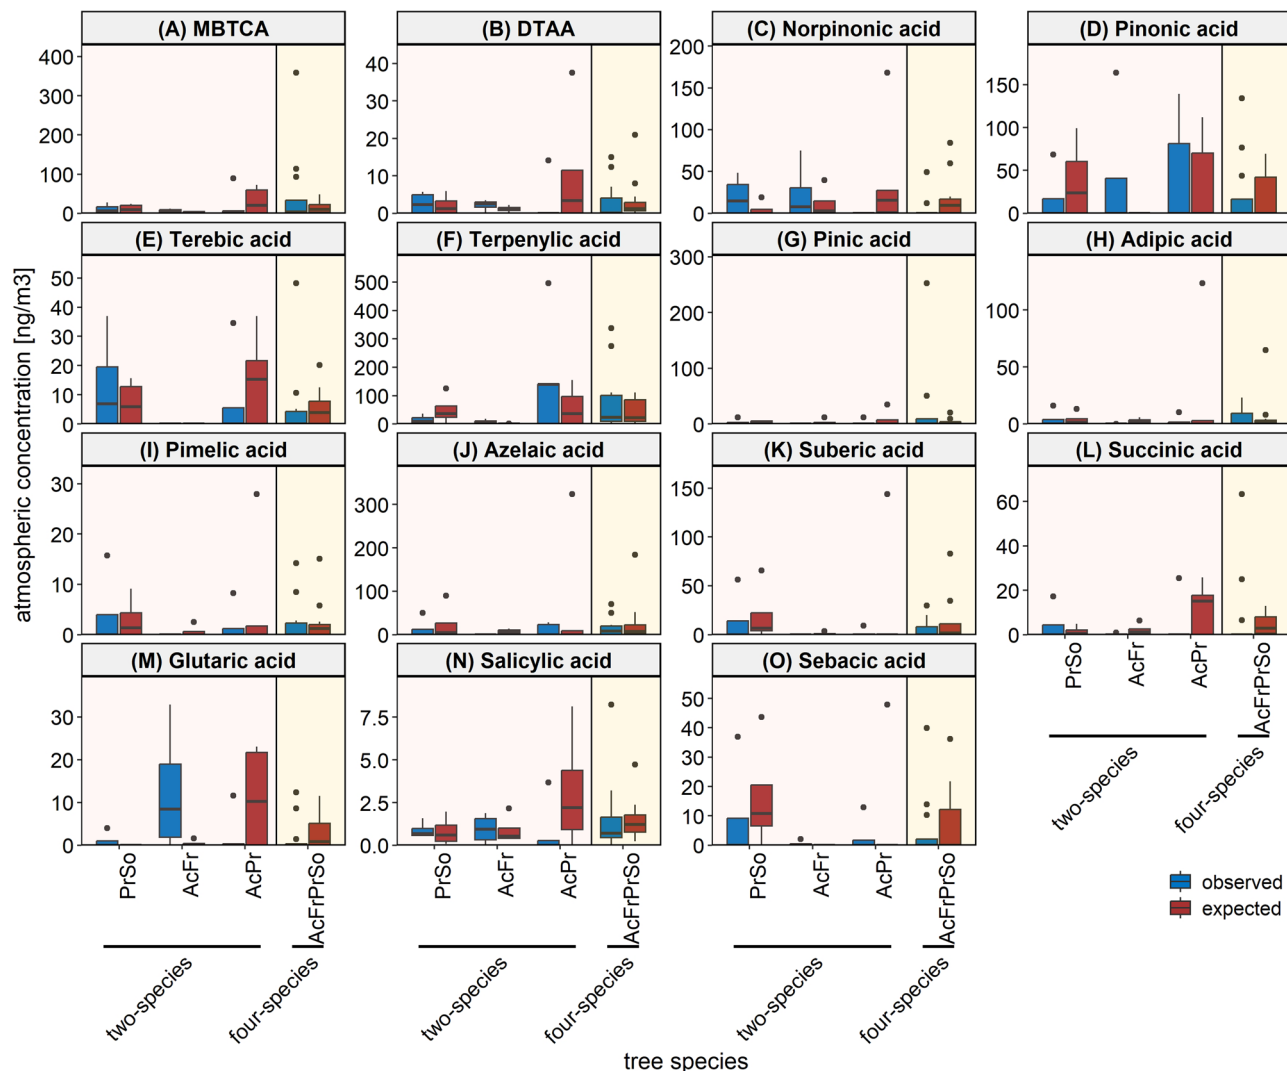 (A) MBTCA
(B) DTAA
(C) Norpinonic acid
(D) Pinonic acid
400
300
200
100
0
40
30
20
10
0
200
150
100
50
0
150
100
50
0
(E) Terebic acid
(F) Terpenylic acid
(G) Pinic acid
(H) Adipic acid
50
40
30
20
10
0
500
400
300
200
100
0
300
200
100
0
100
50
0
(I) Pimelic acid
(J) Azelaic acid
(K) Suberic acid
(L) Succinic acid
30
20
10
0
300
200
100
0
150
100
50
0
60
40
20
0
(M) Glutaric acid
(N) Salicylic acid
(O) Sebacic acid
30
20
10
0
7.5
5.0
2.5
0.0
50
40
30
20
10
0
atmospheric concentration [ng/m3]
PrSo
AcFr
AcPr
AcFrPrSo
two-species
four-species
PrSo
AcFr
AcPr
AcFrPrSo
two-species
four-species
PrSo
AcFr
AcPr
AcFrPrSo
two-species
four-species
PrSo
AcFr
AcPr
AcFrPrSo
two-species
four-species
observed
expected
tree species